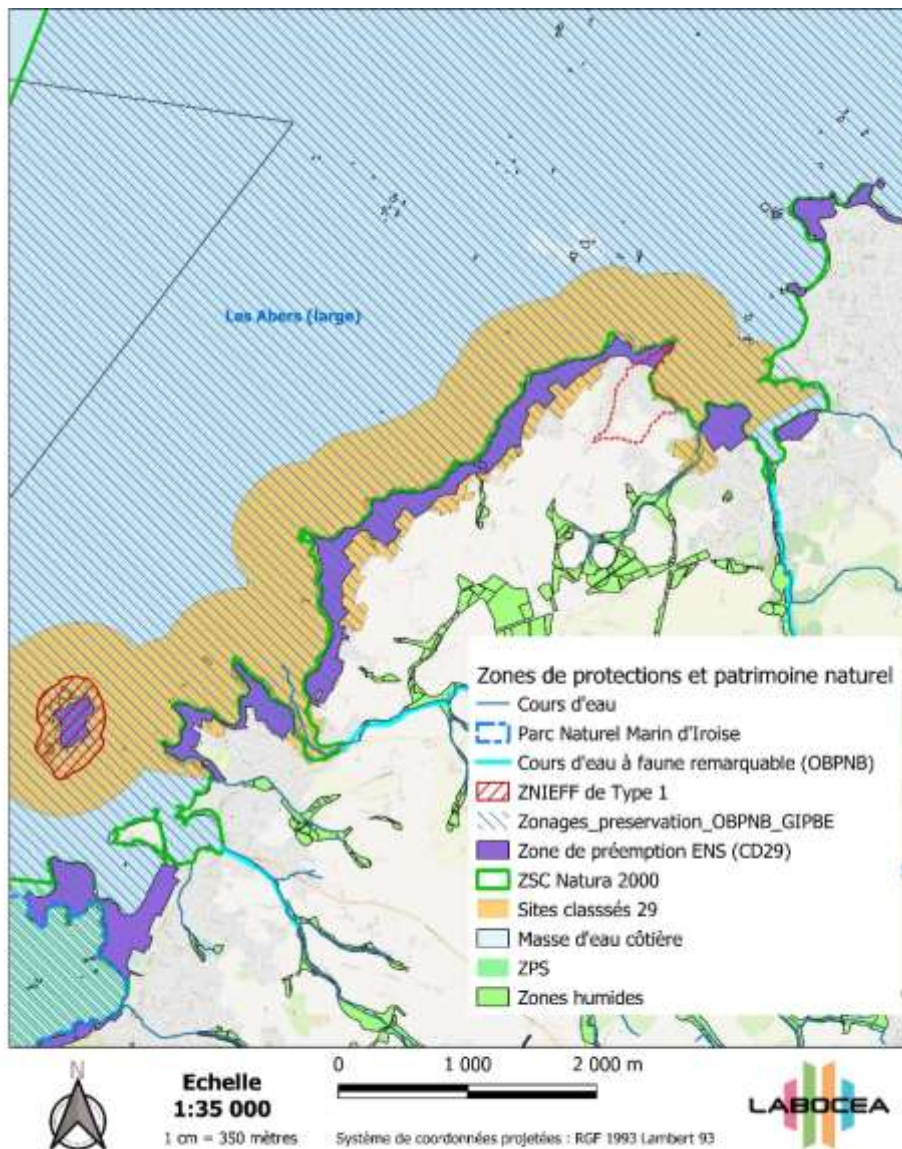 Les Abers (large)
Zones de protections et patrimoine naturel
Cours d'eau
Parc Naturel Marin d'Iroise
Cours d'eau à faune remarquable (OBPNB)
ZNIEFF de Type 1
Zonages_preservation_OBPNB_GIPBE
Zone de préemption ENS (CD29)
ZSC Natura 2000
Sites classsés 29
Masse d'eau côtière
ZPS
Zones humides
N
Echelle
1:35 000
1 cm = 350 mètres
0 1 000 2 000 m
Système de coordonnées projetées : RGF 1993 Lambert 93
LABOCEA